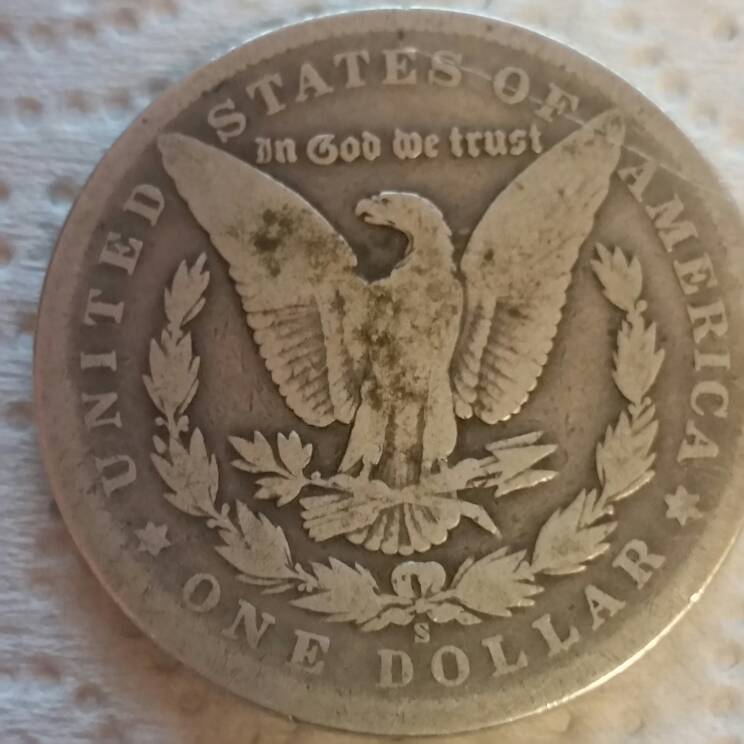 UNITED STATES OF AMERICA
In God we trust
S
ONE DOLLAR